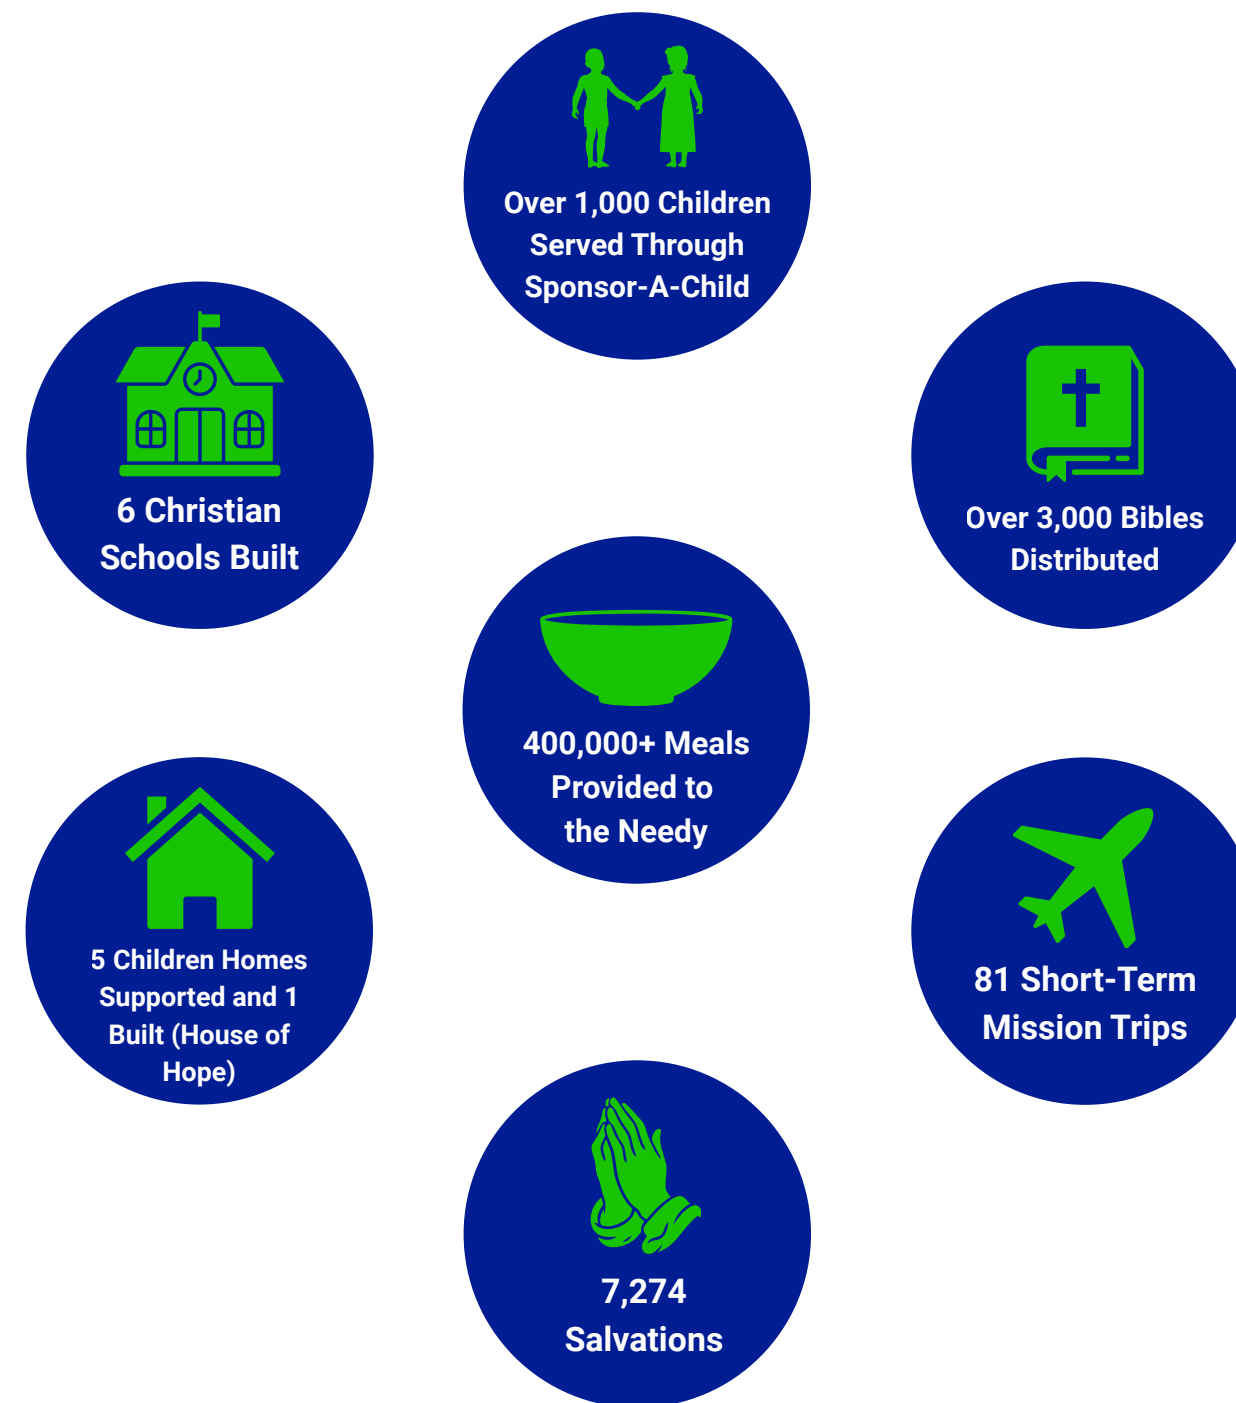 Over 1,000 Children
Served Through
Sponsor-A-Child
6 Christian
Schools Built
Over 3,000 Bibles
Distributed
400,000+ Meals
Provided to
the Needy
5 Children Homes
Supported and 1
Built (House of
Hope)
81 Short-Term
Mission Trips
7,274
Salvations